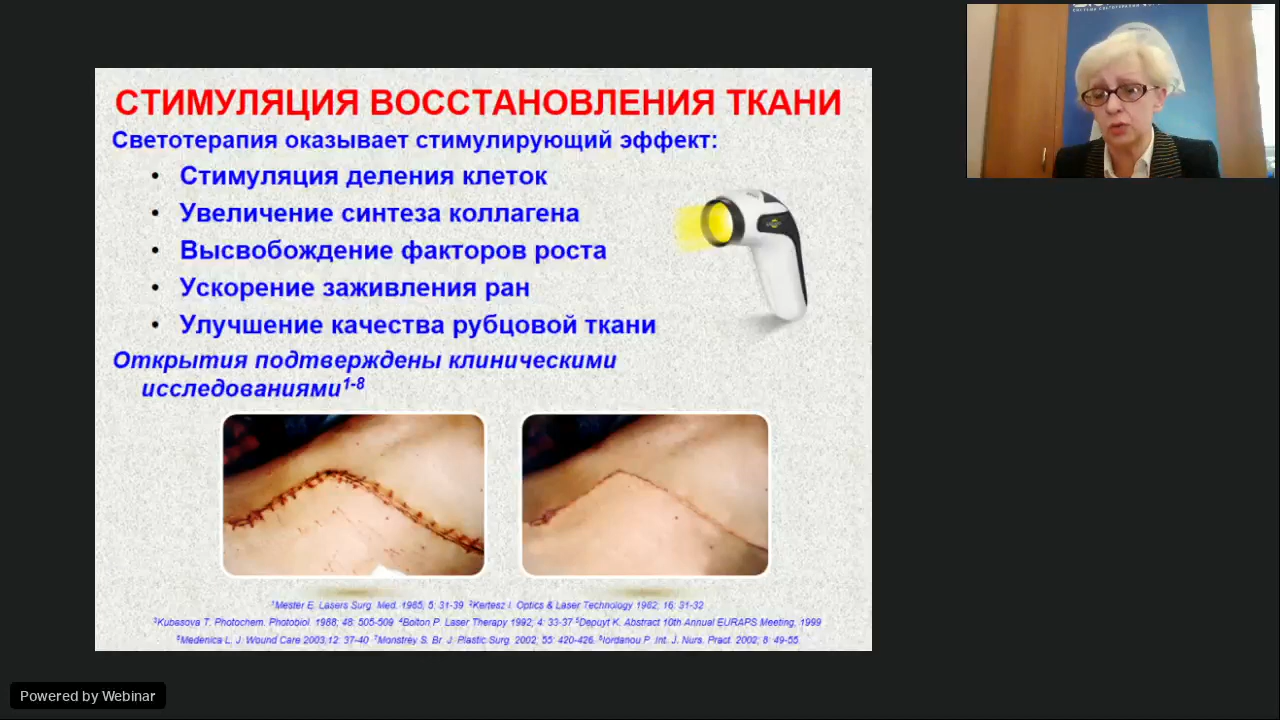 СТИМУЛЯЦИЯ ВОССТАНОВЛЕНИЯ ТКАНИ
Светотерапия оказывает стимулирующий эффект:
• Стимуляция деления клеток
• Увеличение синтеза коллагена
• Высвобождение факторов роста
• Ускорение заживления ран
• Улучшение качества рубцовой ткани
Открытия подтверждены клиническими
исследованиями1-8
1Mester E. Lasers Surg. Med. 1985; 5: 31-39 2Kertesz I. Optics & Laser Technology 1982; 16: 31-32
3Kubasova T. Photochem. Photobiol. 1988; 48: 505-509 4Bolton P. Laser Therapy 1992; 4: 33-37 5Depuyt K. Abstract 10th Annual EURAPS Meeting, 1999
6Medenica L. J. Wound Care 2003,12: 37-40 7Monstrey S. Br. J. Plastic Surg. 2002; 55: 420-426. 8Iordanou P. Int. J. Nurs. Pract. 2002; 8: 49-55
Powered by Webinar